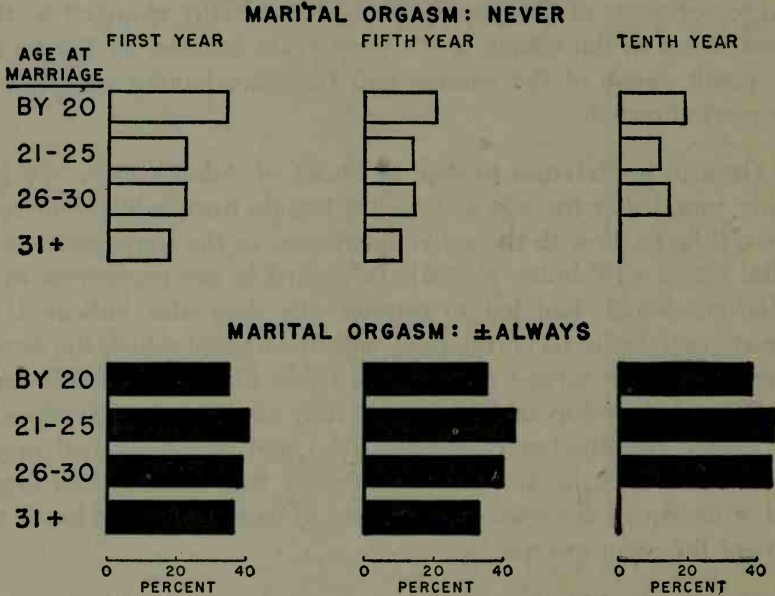 MARITAL ORGASM: NEVER
FIRST YEAR FIFTH YEAR TENTH YEAR
AGE AT
MARRIAGE
BY 20
21-25
26-30
31+
MARITAL ORGASM: ±ALWAYS
BY 20
21-25
26-30
31+
0 20 40 0 20 40 0 20 40
PERCENT PERCENT PERCENT